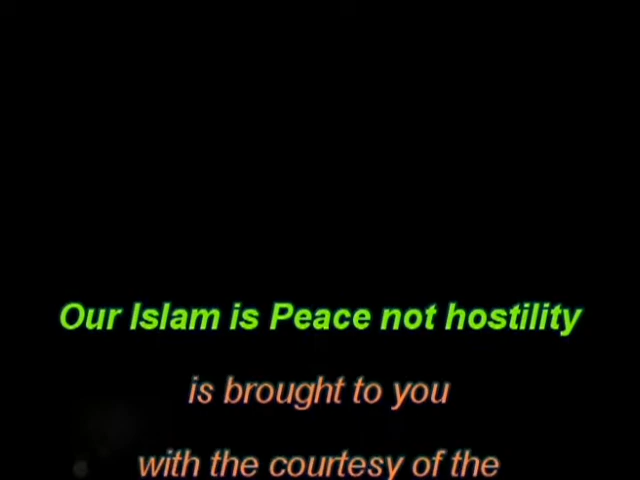 Our Islam is Peace not hostility
is brought to you
with the courtesy of the